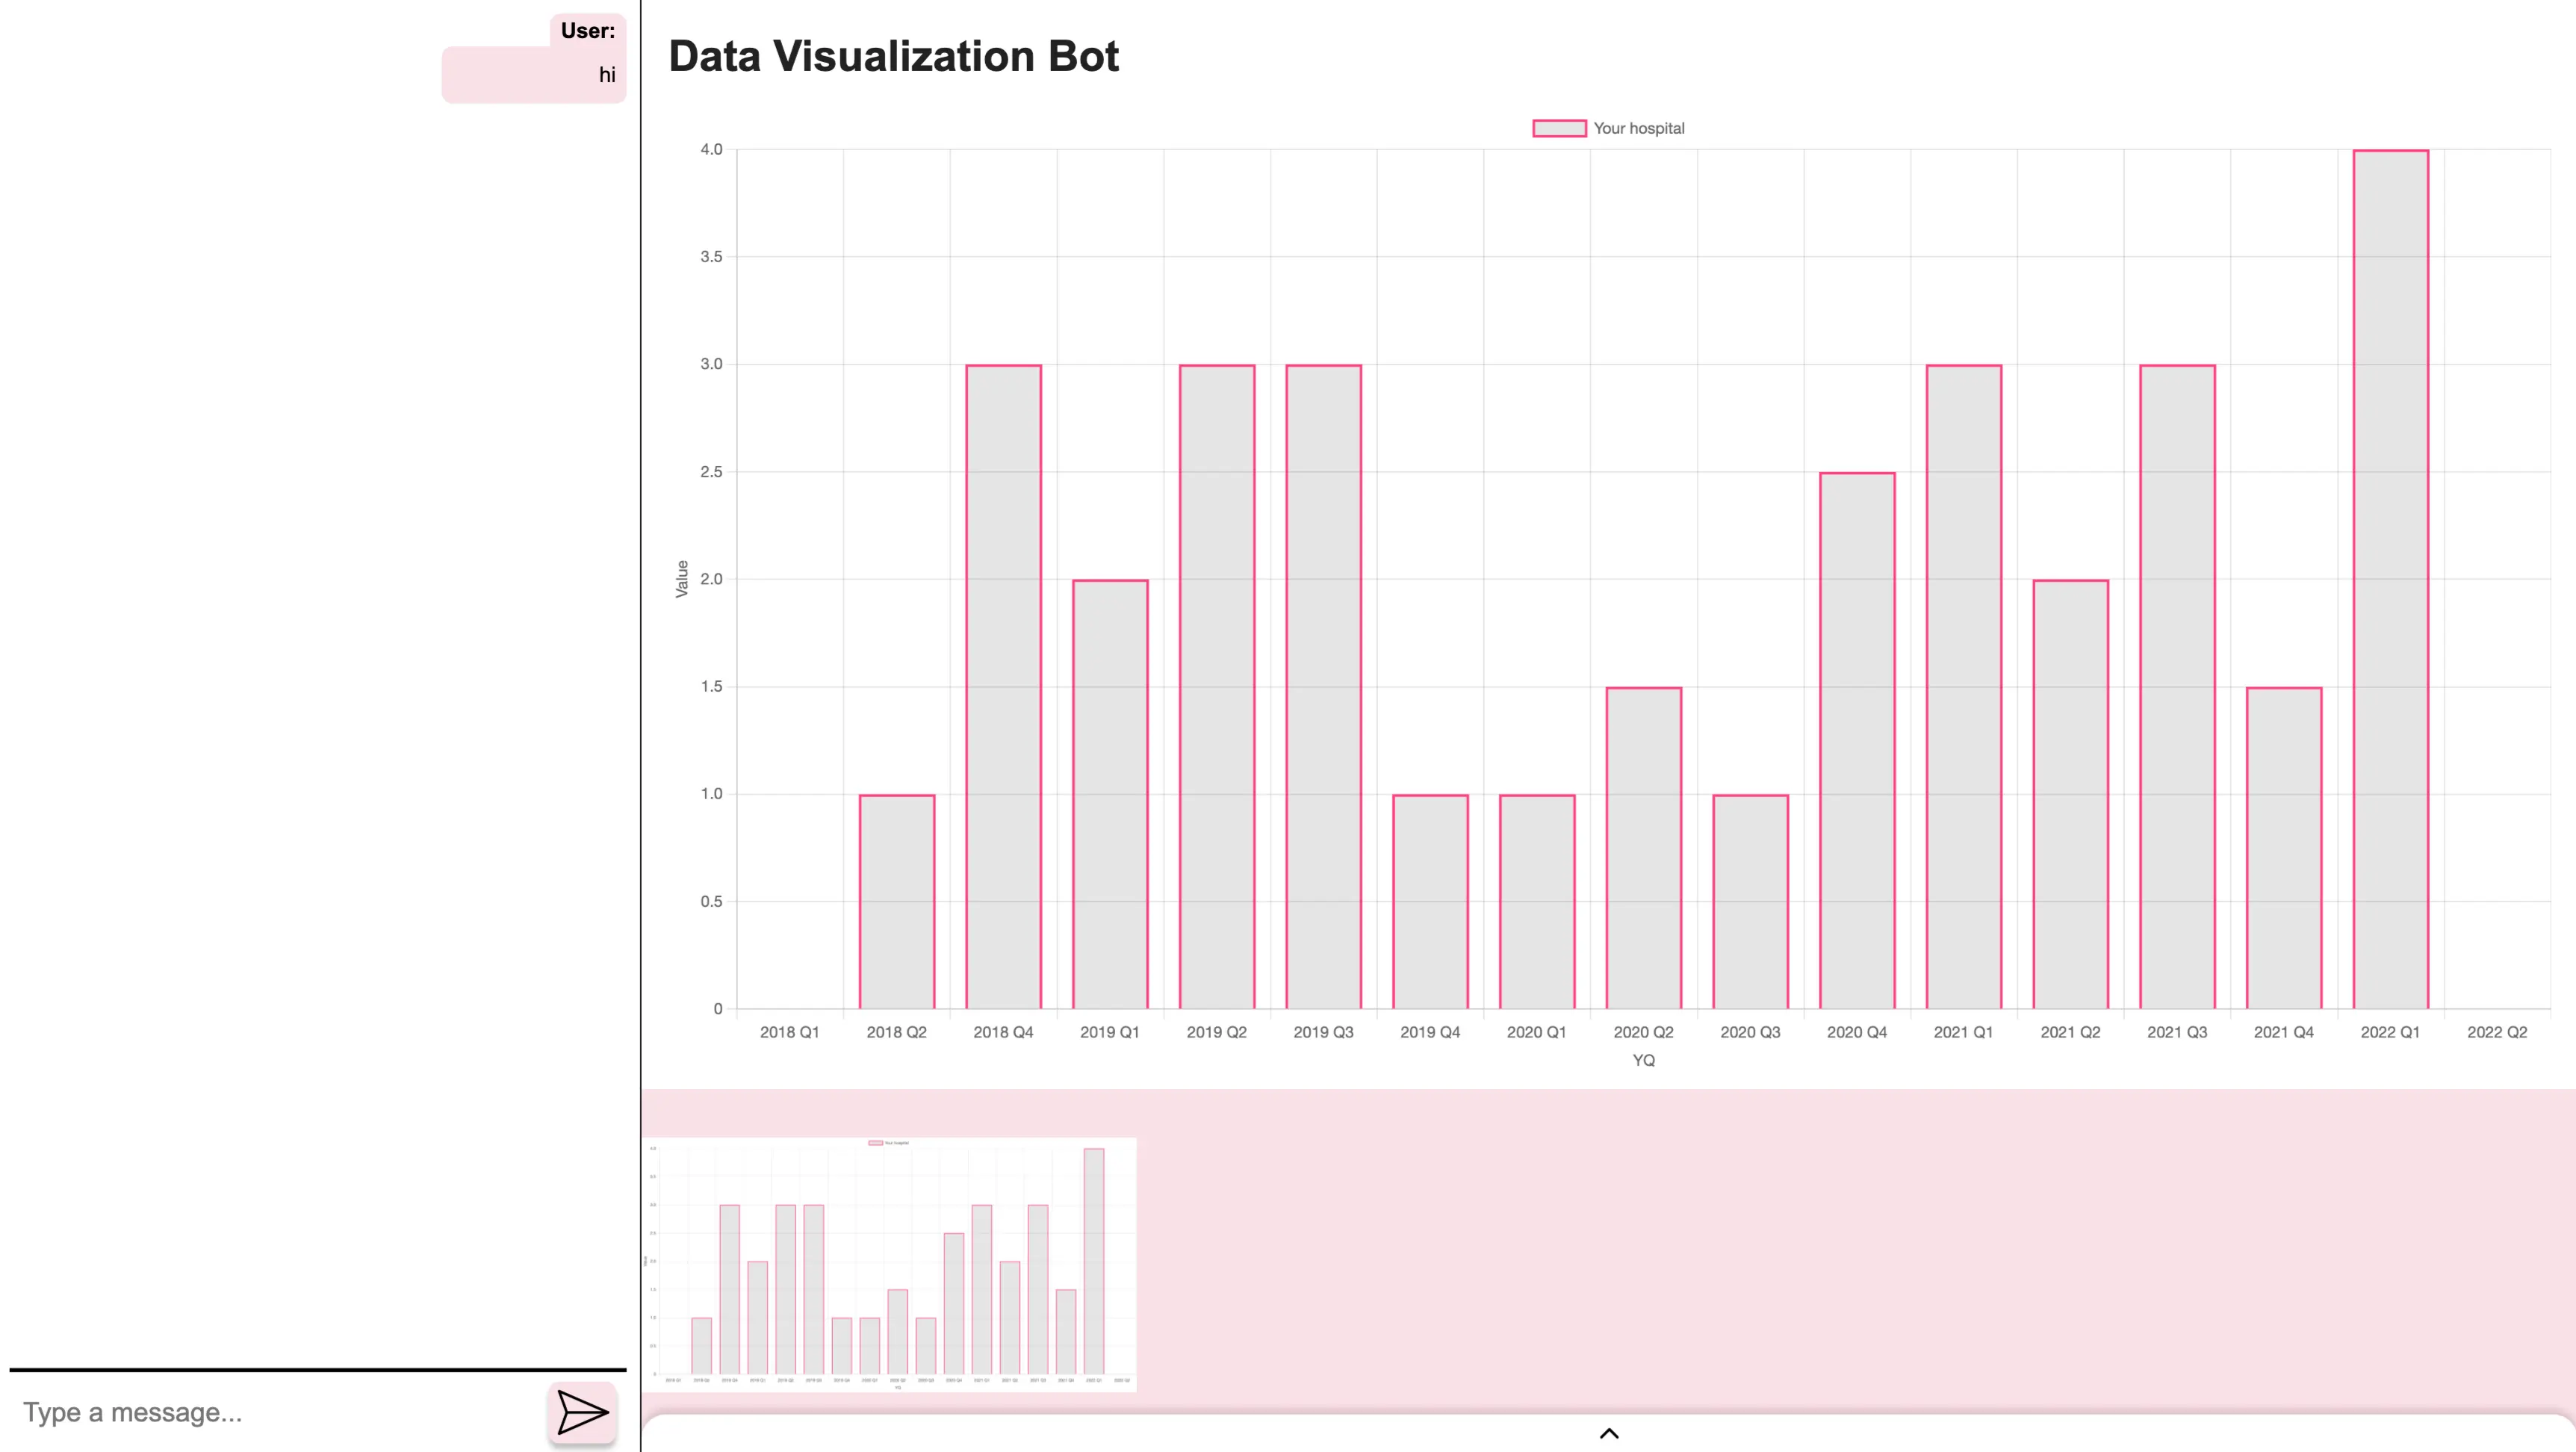 User:
hi
Data Visualization Bot
Your hospital
4.0
3.5
3.0
2.5
2.0
1.5
1.0
0.5
0
Value
2018 Q1 2018 Q2 2018 Q4 2019 Q1 2019 Q2 2019 Q3 2019 Q4 2020 Q1 2020 Q2 2020 Q3 2020 Q4 2021 Q1 2021 Q2 2021 Q3 2021 Q4 2022 Q1 2022 Q2
YQ
Your hospital
Type a message...